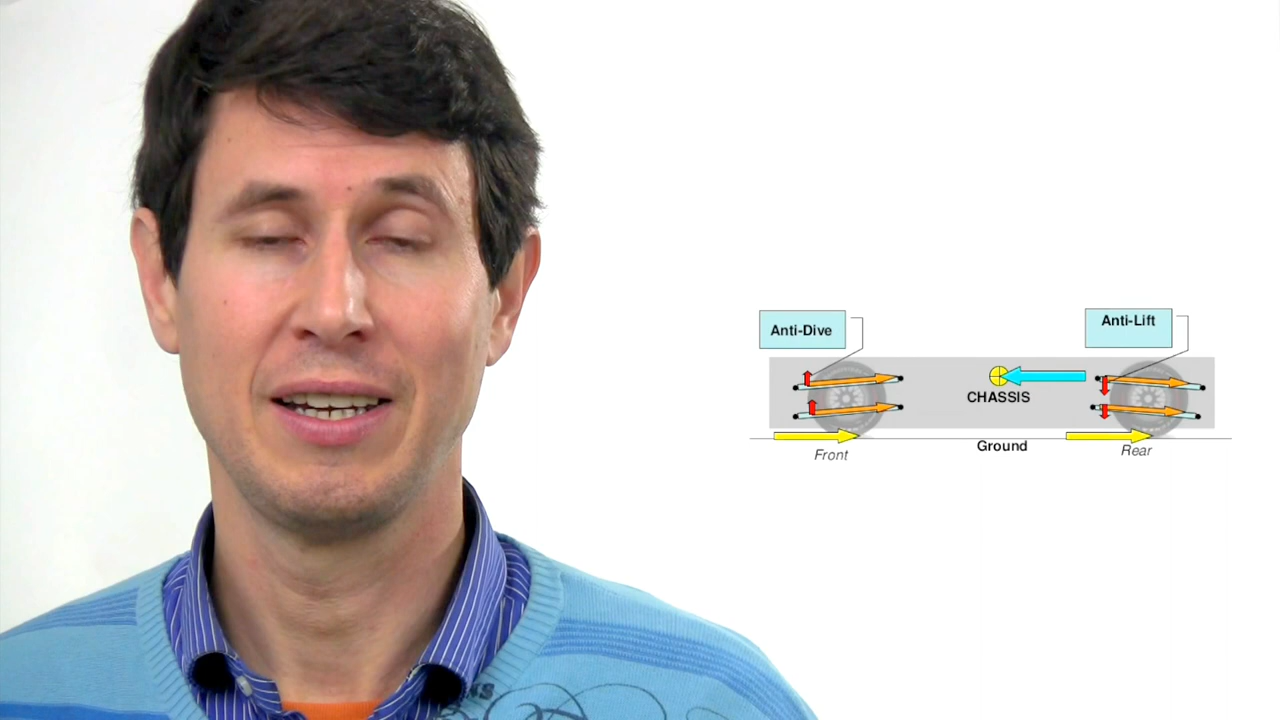 Anti-Dive
Anti-Lift
CHASSIS
Ground
Front
Rear